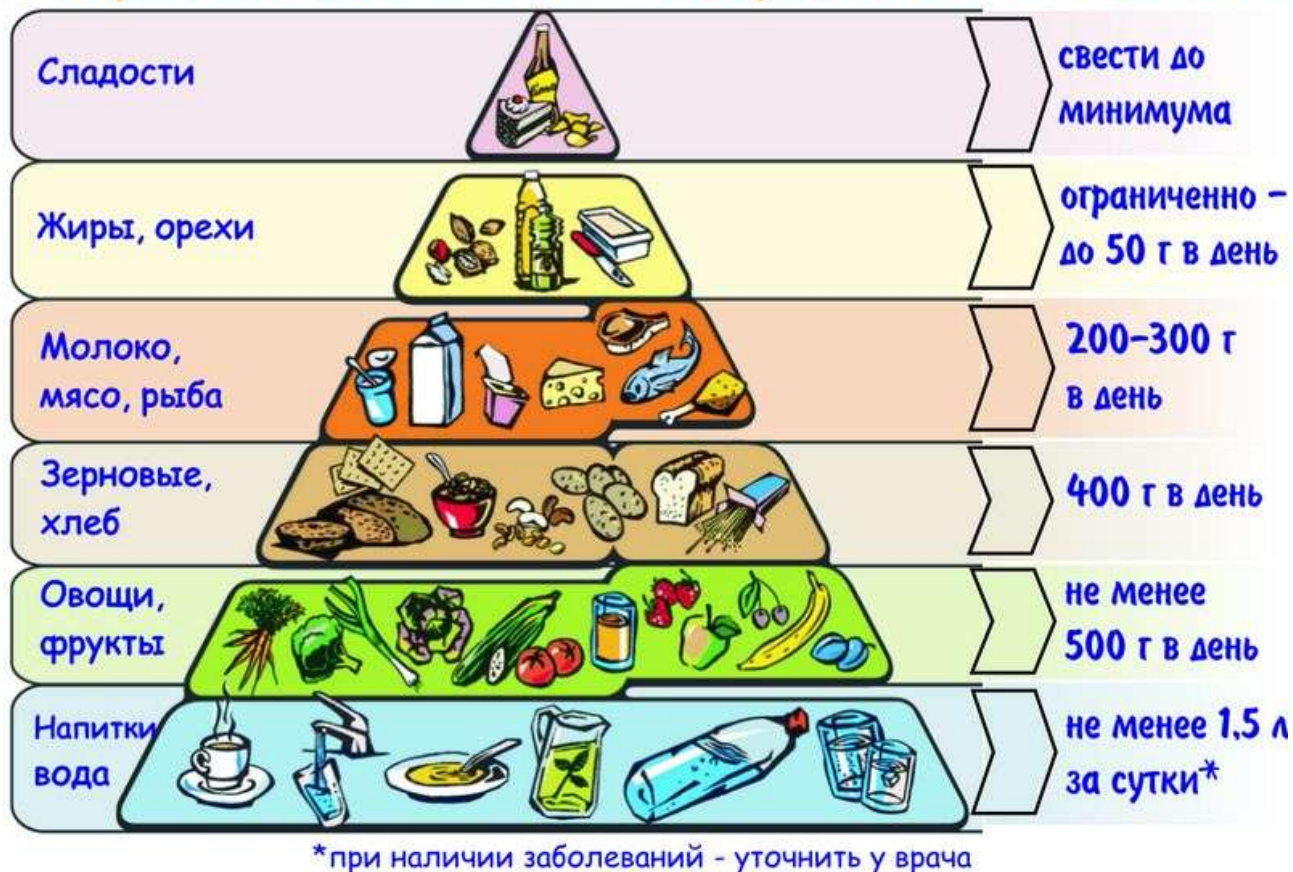 Сладости
свести до
минимума
Жиры, орехи
ограниченно –
до 50 г в день
Молоко,
мясо, рыба
200–300 г
в день
Зерновые,
хлеб
400 г в день
Овощи,
фрукты
не менее
500 г в день
Напитки
вода
не менее 1,5 л
за сутки*
*при наличии заболеваний - уточнить у врача